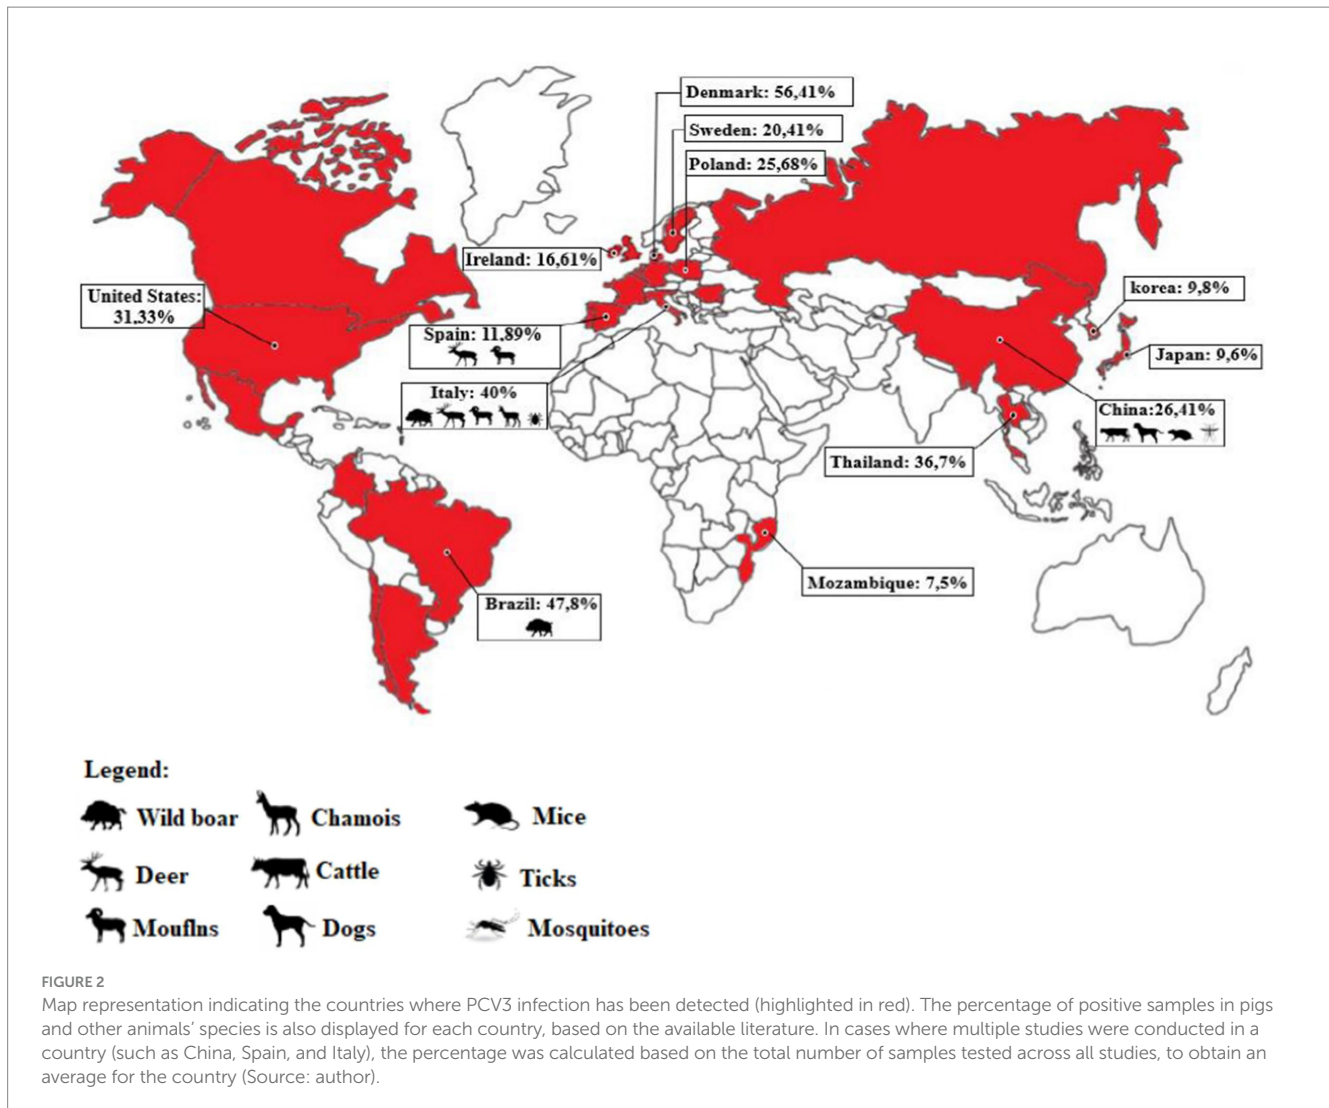 Denmark: 56,41%
Sweden: 20,41%
Poland: 25,68%
Ireland: 16,61%
United States:
31,33%
Spain: 11,89%
Italy: 40%
korea: 9,8%
Japan: 9,6%
China:26,41%
Thailand: 36,7%
Mozambique: 7,5%
Brazil: 47,8%
Legend:
Wild boar
Chamois
Mice
Deer
Cattle
Ticks
Mouflns
Dogs
Mosquitoes
FIGURE 2
Map representation indicating the countries where PCV3 infection has been detected (highlighted in red). The percentage of positive samples in pigs
and other animals’ species is also displayed for each country, based on the available literature. In cases where multiple studies were conducted in a
country (such as China, Spain, and Italy), the percentage was calculated based on the total number of samples tested across all studies, to obtain an
average for the country (Source: author).